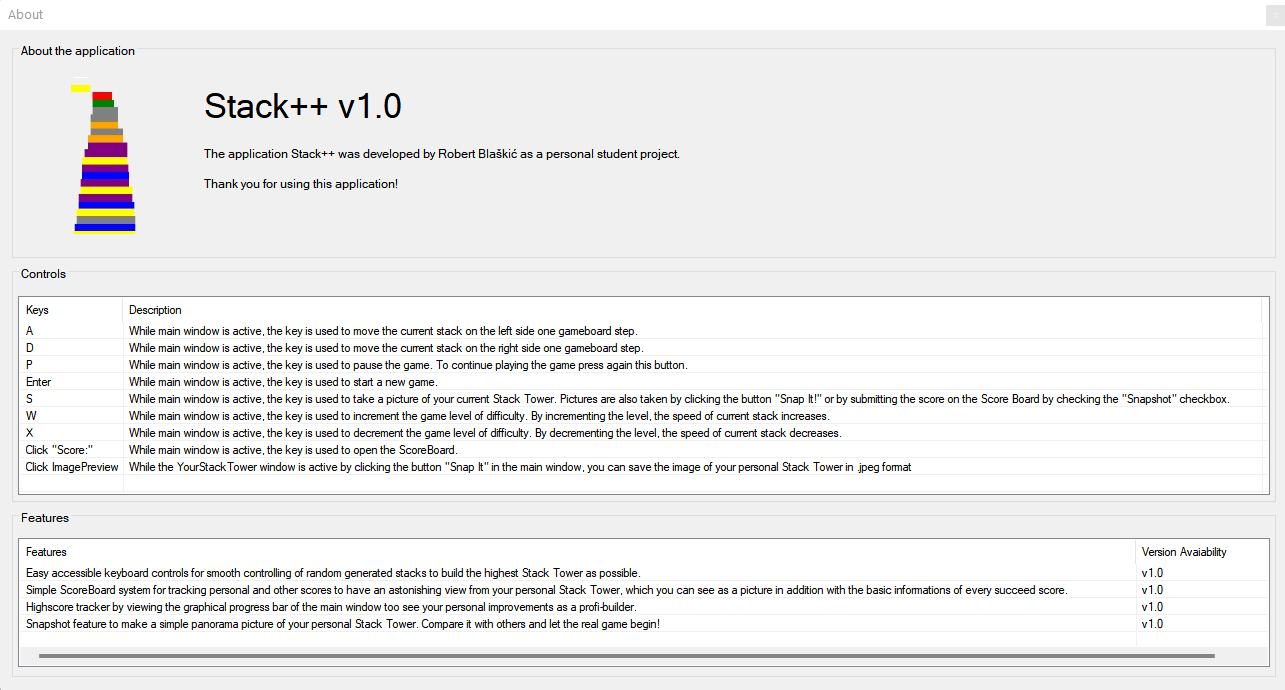 About
About the application
Stack++ v1.0
The application Stack++ was developed by Robert Blaškić as a personal student project.
Thank you for using this application!
Controls
Keys Description
A While main window is active, the key is used to move the current stack on the left side one gameboard step.
D While main window is active, the key is used to move the current stack on the right side one gameboard step.
P While main window is active, the key is used to pause the game. To continue playing the game press again this button.
Enter While main window is active, the key is used to start a new game.
S While main window is active, the key is used to take a picture of your current Stack Tower. Pictures are also taken by clicking the button "Snap It!" or by submitting the score on the Score Board by checking the "Snapshot" checkbox.
W While main window is active, the key is used to increment the game level of difficulty. By incrementing the level, the speed of current stack increases.
X While main window is active, the key is used to decrement the game level of difficulty. By decrementing the level, the speed of current stack decreases.
Click "Score:" While main window is active, the key is used to open the ScoreBoard.
Click ImagePreview While the YourStackTower window is active by clicking the button "Snap It" in the main window, you can save the image of your personal Stack Tower in .jpeg format
Features
Features Version Avaiability
Easy accessible keyboard controls for smooth controlling of random generated stacks to build the highest Stack Tower as possible. v1.0
Simple ScoreBoard system for tracking personal and other scores to have an astonishing view from your personal Stack Tower, which you can see as a picture in addition with the basic informations of every succeed score. v1.0
Highscore tracker by viewing the graphical progress bar of the main window too see your personal improvements as a profi-builder. v1.0
Snapshot feature to make a simple panorama picture of your personal Stack Tower. Compare it with others and let the real game begin! v1.0